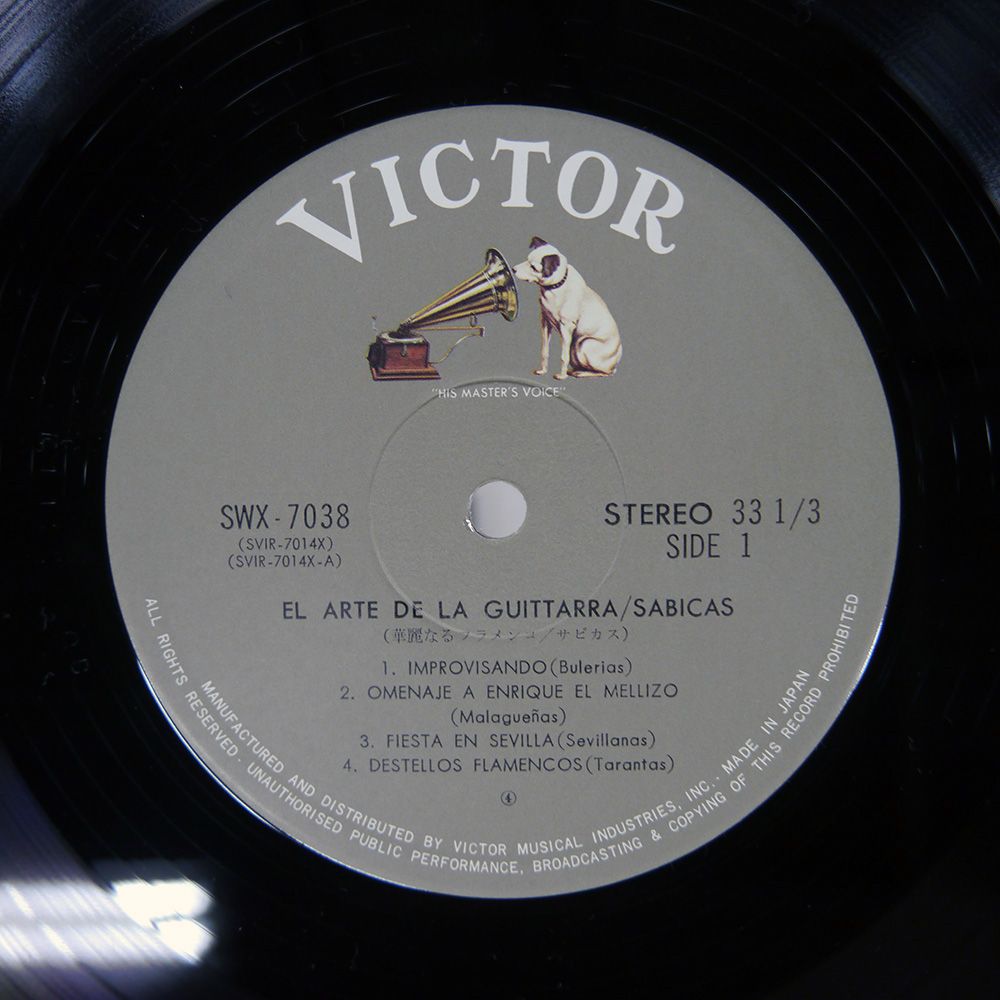 VICTOR
"HIS MASTER'S VOICE"
SWX-7038
(SVIR-7014X)
(SVIR-7014X-A)
STEREO 33 1/3
SIDE 1
EL ARTE DE LA GUITTARRA/SABICAS
(華麗なるフラメンコ/サビカス)
1. IMPROVISANDO(Bulerias)
2. OMENAJE A ENRIQUE EL MELLIZO
(Malagueñas)
3. FIESTA EN SEVILLA(Sevillanas)
4. DESTELLOS FLAMENCOS(Tarantas)
④
MANUFACTURED AND DISTRIBUTED BY VICTOR MUSICAL INDUSTRIES, INC., MADE IN JAPAN
ALL RIGHTS RESERVED. UNAUTHORISED PUBLIC PERFORMANCE, BROADCASTING & COPYING OF THIS RECORD PROHIBITED